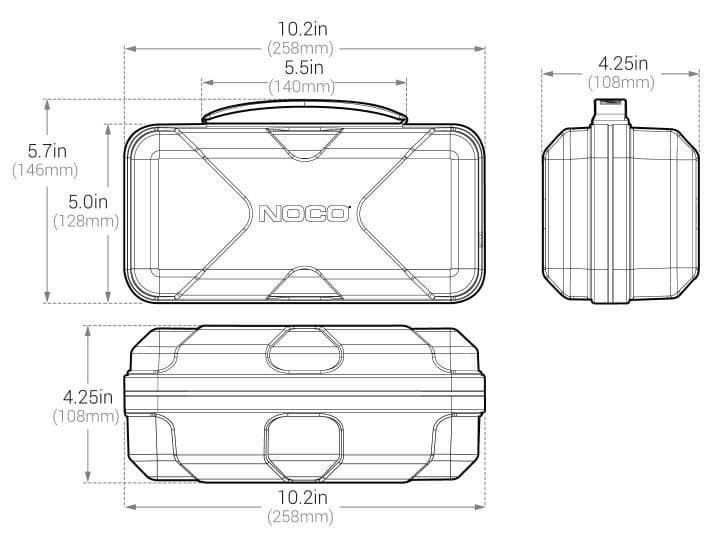 10.2in
(258mm)
5.5in
(140mm)
4.25in
(108mm)
5.7in
(146mm)
5.0in
(128mm)
NOCO
4.25in
(108mm)
10.2in
(258mm)